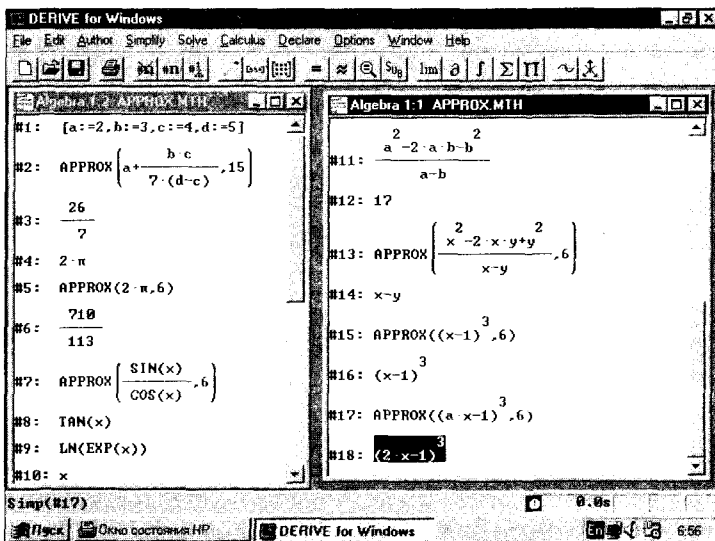 DERIVE for Windows
File Edit Author Simplify Solve Calculus Declare Options Window Help
= ≈ Sub lim ∂ ∫ Σ Π
Algebra 1:2 APPROX.MTH
#1: [a:=2,b:=3,c:=4,d:=5]
#2: APPROX(a+ b·c / 7·(d-c) ,15)
#3: 26 / 7
#4: 2·π
#5: APPROX(2·π,6)
#6: 710 / 113
#7: APPROX( SIN(x) / COS(x) ,6)
#8: TAN(x)
#9: LN(EXP(x))
#10: x
Algebra 1:1 APPROX.MTH
#11: a^2-2·a·b-b^2 / a-b
#12: 17
#13: APPROX( x^2-2·x·y+y^2 / x-y ,6)
#14: x-y
#15: APPROX((x-1)^3,6)
#16: (x-1)^3
#17: APPROX((a·x-1)^3,6)
#18: (2·x-1)^3
Simp(#17)
0.0s
Пуск
Окно состояния HP
DERIVE for Windows
En
6:56